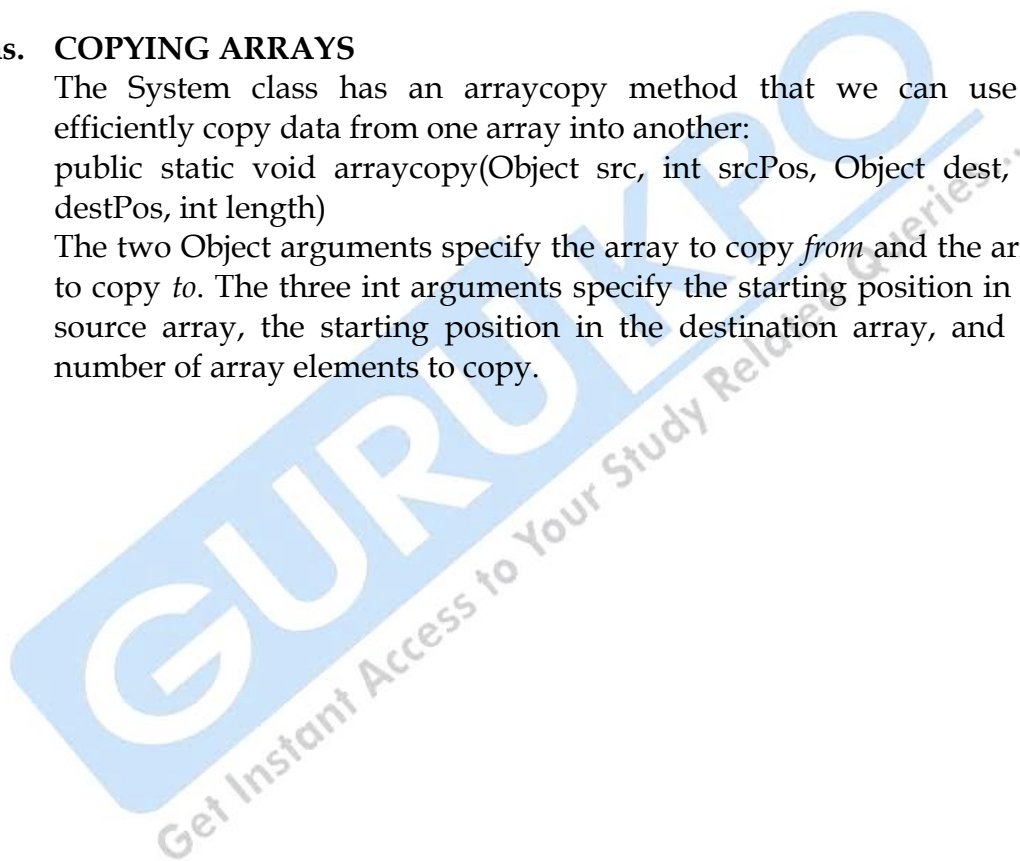 ns. COPYING ARRAYS
The System class has an arraycopy method that we can use
efficiently copy data from one array into another:
public static void arraycopy(Object src, int srcPos, Object dest,
destPos, int length)
The two Object arguments specify the array to copy from and the ar
to copy to. The three int arguments specify the starting position in
source array, the starting position in the destination array, and
number of array elements to copy.
GURUKPO
Get Instant Access to Your Study Related Queries...